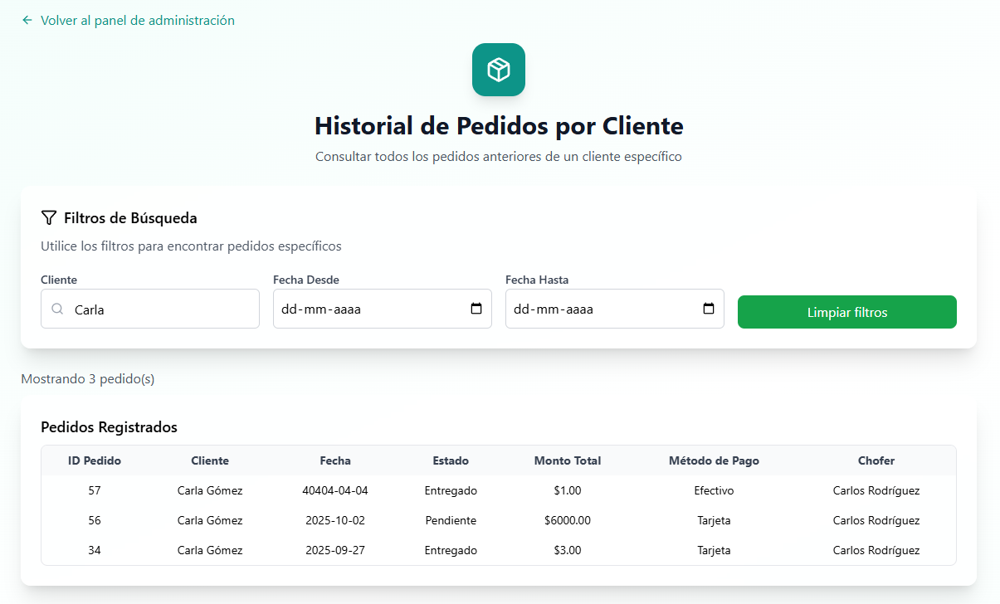 Volver al panel de administración
Historial de Pedidos por Cliente
Consultar todos los pedidos anteriores de un cliente específico
Filtros de Búsqueda
Utilice los filtros para encontrar pedidos específicos
Cliente Fecha Desde Fecha Hasta
Carla dd-mm-aaaa dd-mm-aaaa Limpiar filtros
Mostrando 3 pedido(s)
Pedidos Registrados
ID Pedido Cliente Fecha Estado Monto Total Método de Pago Chofer
57 Carla Gómez 40404-04-04 Entregado $1.00 Efectivo Carlos Rodríguez
56 Carla Gómez 2025-10-02 Pendiente $6000.00 Tarjeta Carlos Rodríguez
34 Carla Gómez 2025-09-27 Entregado $3.00 Tarjeta Carlos Rodríguez